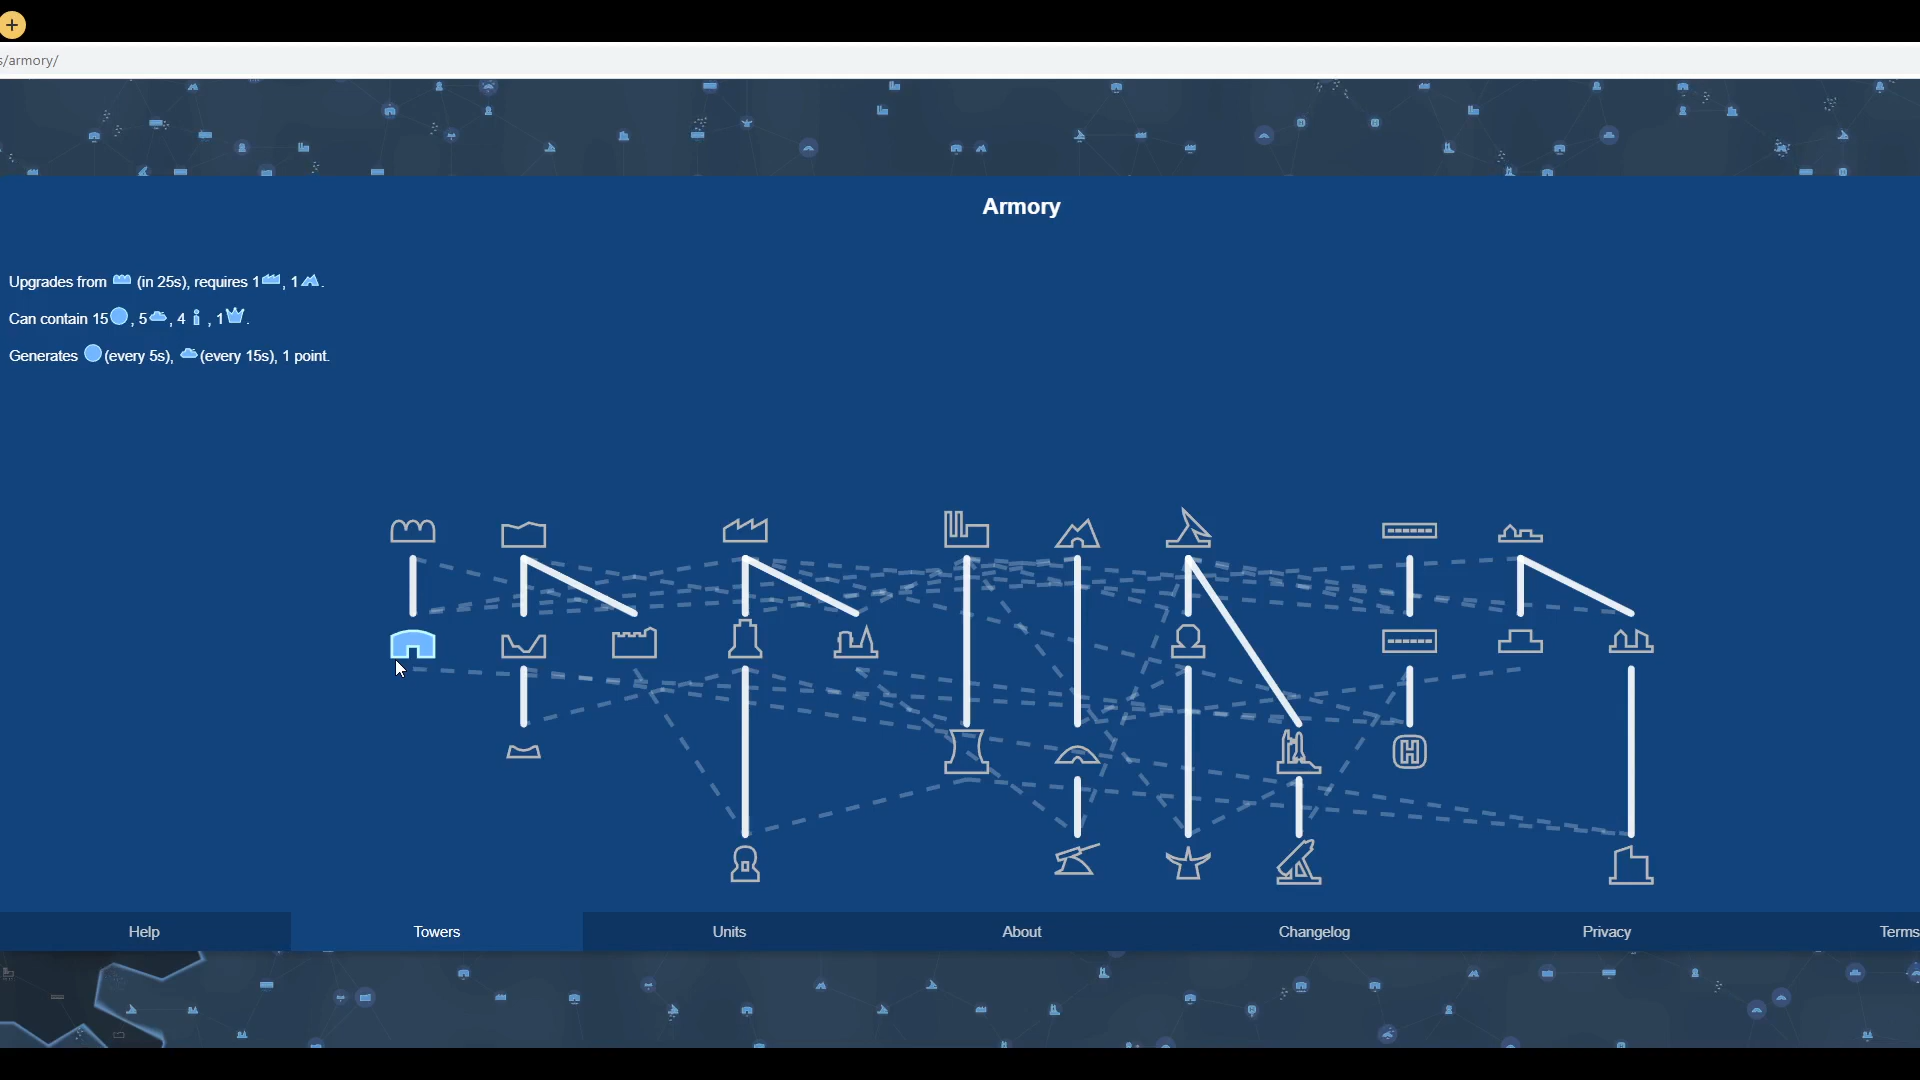 s/armory/
Armory
Upgrades from (in 25s), requires 1 , 1 .
Can contain 15 , 5 , 4 , 1 .
Generates (every 5s), (every 15s), 1 point.
H
Help Towers Units About Changelog Privacy Terms